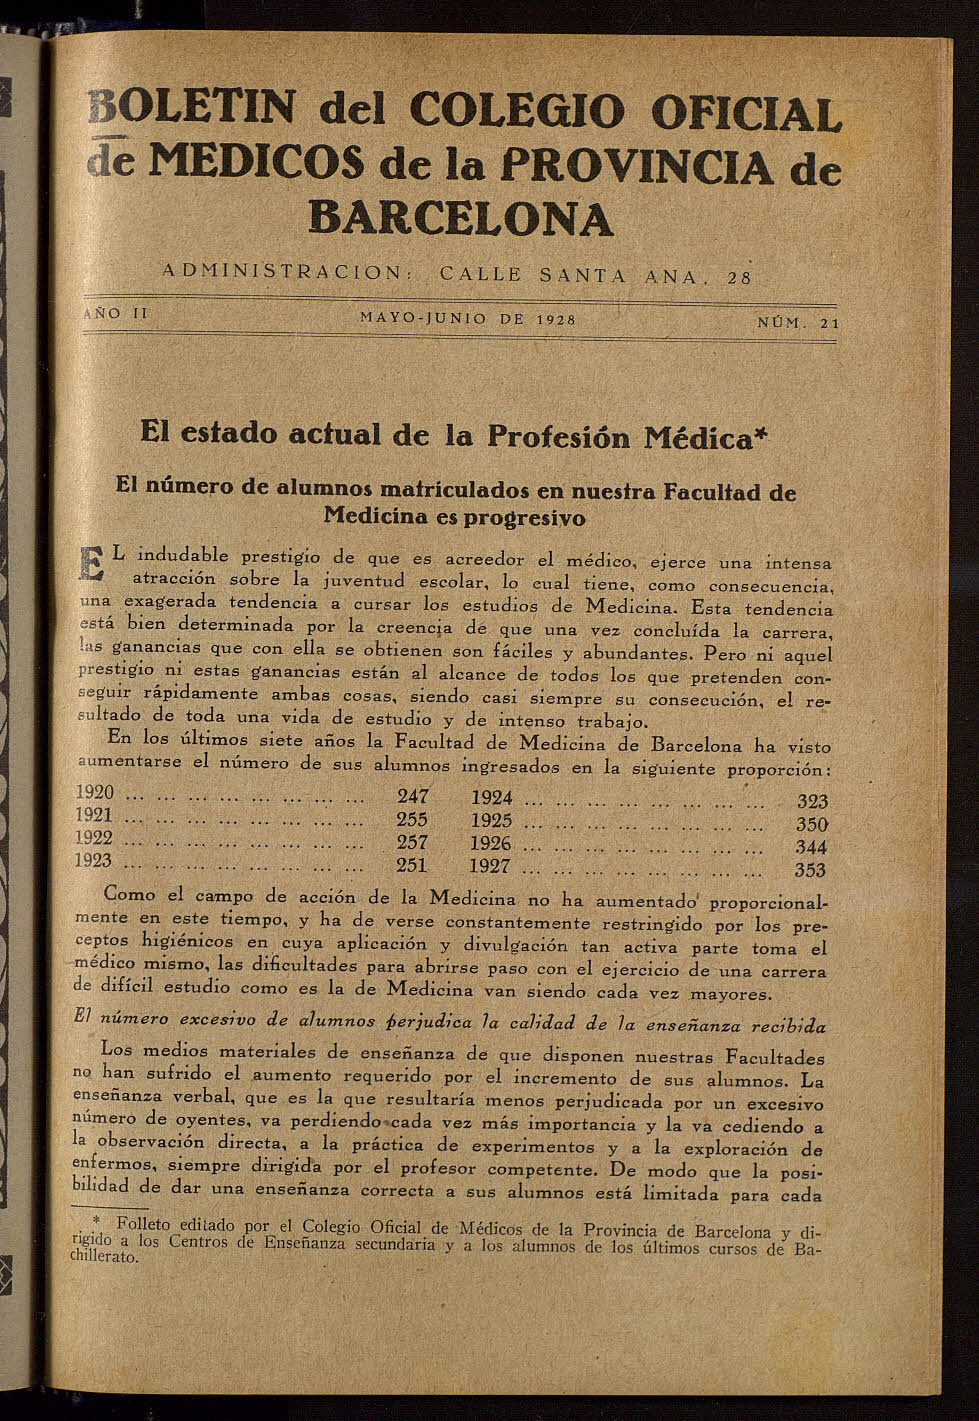 BOLETIN del COLEGIO OFICIAL
de MEDICOS de la PROVINCIA de
BARCELONA
ADMINISTRACION: CALLE SANTA ANA, 28
AÑO II MAYO-JUNIO DE 1928 NÚM. 21
El estado actual de la Profesión Médica*
El número de alumnos matriculados en nuestra Facultad de
Medicina es progresivo
EL indudable prestigio de que es acreedor el médico, ejerce una intensa
atracción sobre la juventud escolar, lo cual tiene, como consecuencia,
una exagerada tendencia a cursar los estudios de Medicina. Esta tendencia
está bien determinada por la creencia de que una vez concluída la carrera,
las ganancias que con ella se obtienen son fáciles y abundantes. Pero ni aquel
prestigio ni estas ganancias están al alcance de todos los que pretenden con-
seguir rápidamente ambas cosas, siendo casi siempre su consecución, el re-
sultado de toda una vida de estudio y de intenso trabajo.
En los últimos siete años la Facultad de Medicina de Barcelona ha visto
aumentarse el número de sus alumnos ingresados en la siguiente proporción:
1920 ... ... ... ... ... ... ... ... 247 1924 ... ... ... ... ... ... ... ... 323
1921 ... ... ... ... ... ... ... ... 255 1925 ... ... ... ... ... ... ... ... 350
1922 ... ... ... ... ... ... ... ... 257 1926 ... ... ... ... ... ... ... ... 344
1923 ... ... ... ... ... ... ... ... 251 1927 ... ... ... ... ... ... ... ... 353
Como el campo de acción de la Medicina no ha aumentado proporcional-
mente en este tiempo, y ha de verse constantemente restringido por los pre-
ceptos higiénicos en cuya aplicación y divulgación tan activa parte toma el
médico mismo, las dificultades para abrirse paso con el ejercicio de una carrera
de difícil estudio como es la de Medicina van siendo cada vez mayores.
El número excesivo de alumnos perjudica la calidad de la enseñanza recibida
Los medios materiales de enseñanza de que disponen nuestras Facultades
no han sufrido el aumento requerido por el incremento de sus alumnos. La
enseñanza verbal, que es la que resultaría menos perjudicada por un excesivo
número de oyentes, va perdiendo cada vez más importancia y la va cediendo a
la observación directa, a la práctica de experimentos y a la exploración de
enfermos, siempre dirigida por el profesor competente. De modo que la posi-
bilidad de dar una enseñanza correcta a sus alumnos está limitada para cada
* Folleto editado por el Colegio Oficial de Médicos de la Provincia de Barcelona y di-
rigido a los Centros de Enseñanza secundaria y a los alumnos de los últimos cursos de Ba-
chillerato.